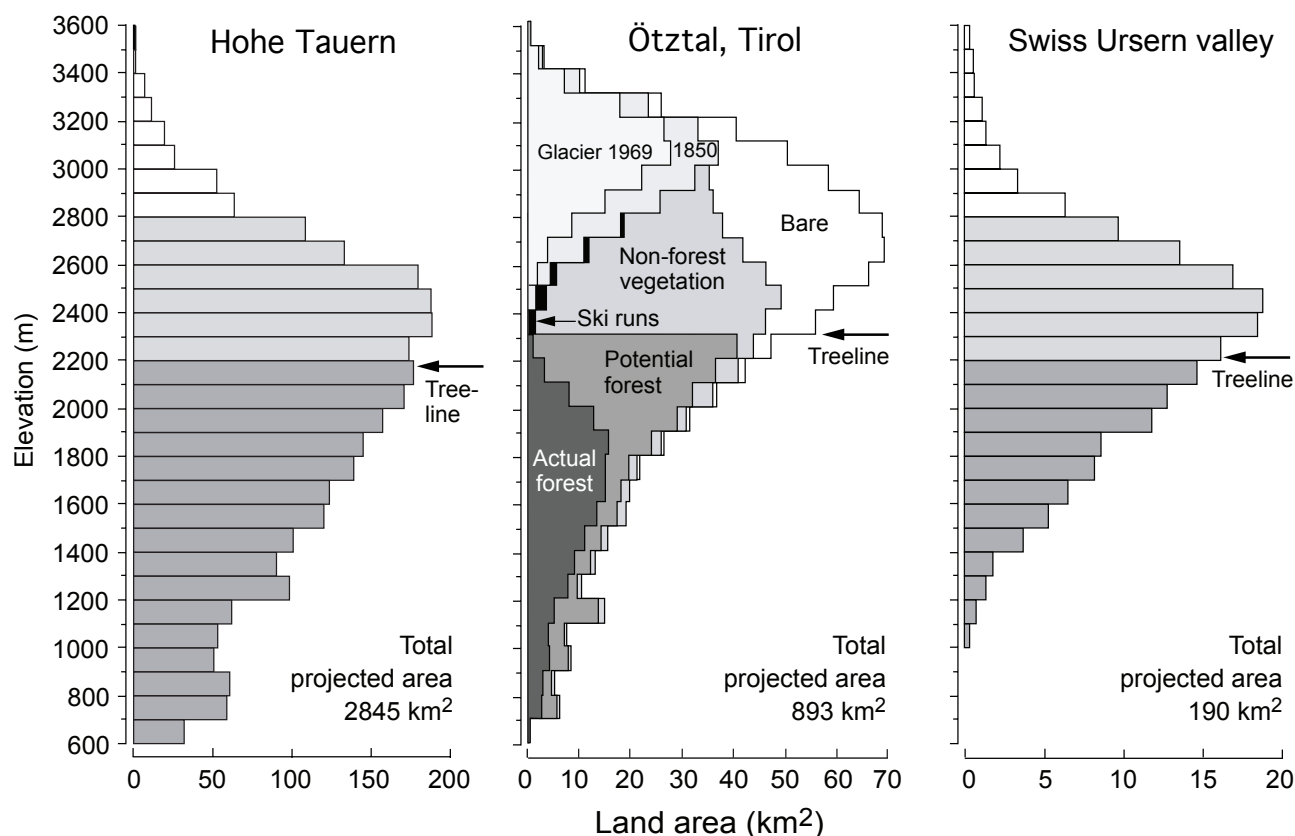 Hohe Tauern
Ötztal, Tirol
Swiss Ursern valley
Elevation (m)
3600
3400
3200
3000
2800
2600
2400
2200
2000
1800
1600
1400
1200
1000
800
600
Tree-
line
Total
projected area
2845 km²
0 50 100 150 200
Glacier 1969
1850
Bare
Non-forest
vegetation
Ski runs
Treeline
Potential
forest
Actual
forest
Total
projected area
893 km²
0 10 20 30 40 50 60 70
Treeline
Total
projected area
190 km²
0 5 10 15 20
Land area (km²)